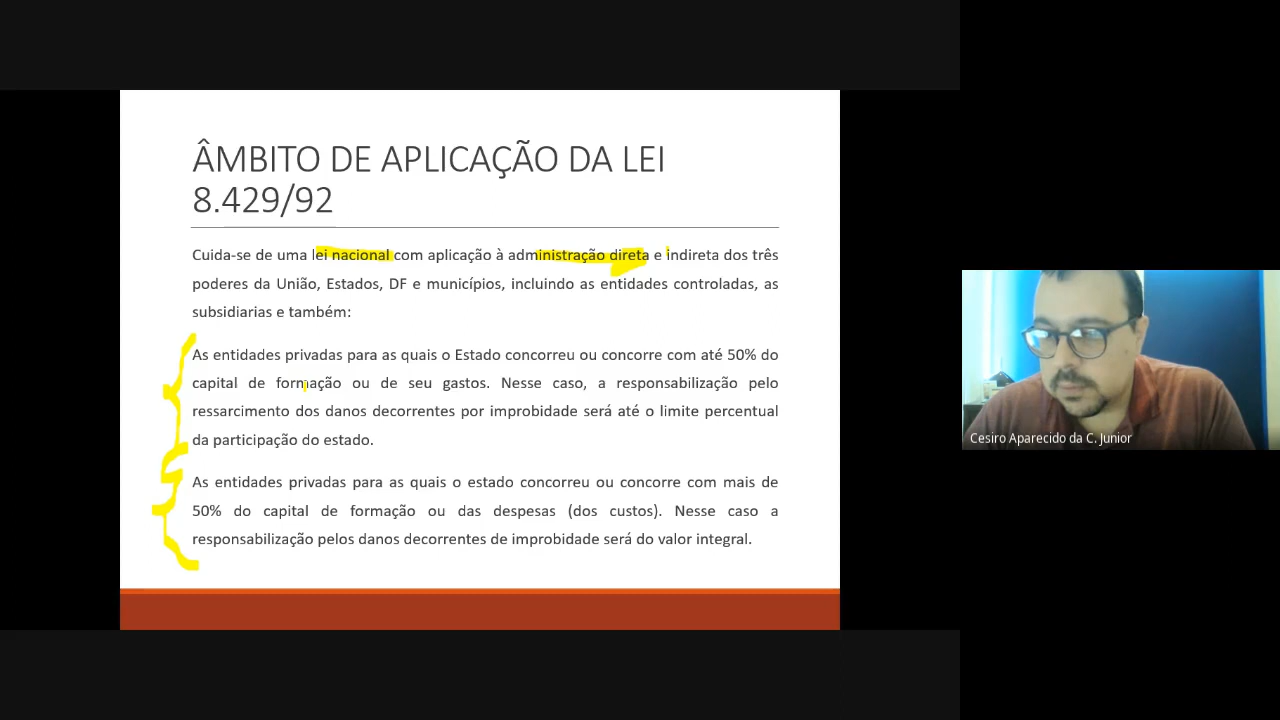 ÂMBITO DE APLICAÇÃO DA LEI
8.429/92
Cuida-se de uma lei nacional com aplicação à administração direta e indireta dos três
poderes da União, Estados, DF e municípios, incluindo as entidades controladas, as
subsidiarias e também:
As entidades privadas para as quais o Estado concorreu ou concorre com até 50% do
capital de formação ou de seu gastos. Nesse caso, a responsabilização pelo
ressarcimento dos danos decorrentes por improbidade será até o limite percentual
da participação do estado.
As entidades privadas para as quais o estado concorreu ou concorre com mais de
50% do capital de formação ou das despesas (dos custos). Nesse caso a
responsabilização pelos danos decorrentes de improbidade será do valor integral.
Cesiro Aparecido da C. Junior